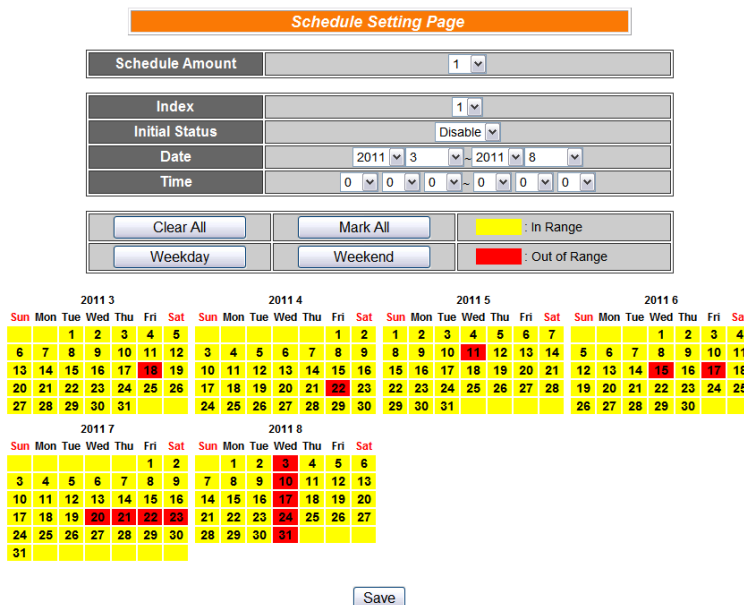 Schedule Setting Page
Schedule Amount 1
Index 1
Initial Status Disable
Date 2011 3 ~ 2011 8
Time 0 0 0 ~ 0 0 0
Clear All Mark All : In Range
Weekday Weekend : Out of Range
2011 3 2011 4 2011 5 2011 6
Sun Mon Tue Wed Thu Fri Sat Sun Mon Tue Wed Thu Fri Sat Sun Mon Tue Wed Thu Fri Sat Sun Mon Tue Wed Thu Fri Sa
1 2 3 4 5 1 2 1 2 3 4 5 6 7 1 2 3 4
6 7 8 9 10 11 12 3 4 5 6 7 8 9 8 9 10 11 12 13 14 5 6 7 8 9 10 11
13 14 15 16 17 18 19 10 11 12 13 14 15 16 15 16 17 18 19 20 21 12 13 14 15 16 17 18
20 21 22 23 24 25 26 17 18 19 20 21 22 23 22 23 24 25 26 27 28 19 20 21 22 23 24 25
27 28 29 30 31 24 25 26 27 28 29 30 29 30 31 26 27 28 29 30
2011 7 2011 8
Sun Mon Tue Wed Thu Fri Sat Sun Mon Tue Wed Thu Fri Sat
1 2 1 2 3 4 5 6
3 4 5 6 7 8 9 7 8 9 10 11 12 13
10 11 12 13 14 15 16 14 15 16 17 18 19 20
17 18 19 20 21 22 23 21 22 23 24 25 26 27
24 25 26 27 28 29 30 28 29 30 31
31
Save